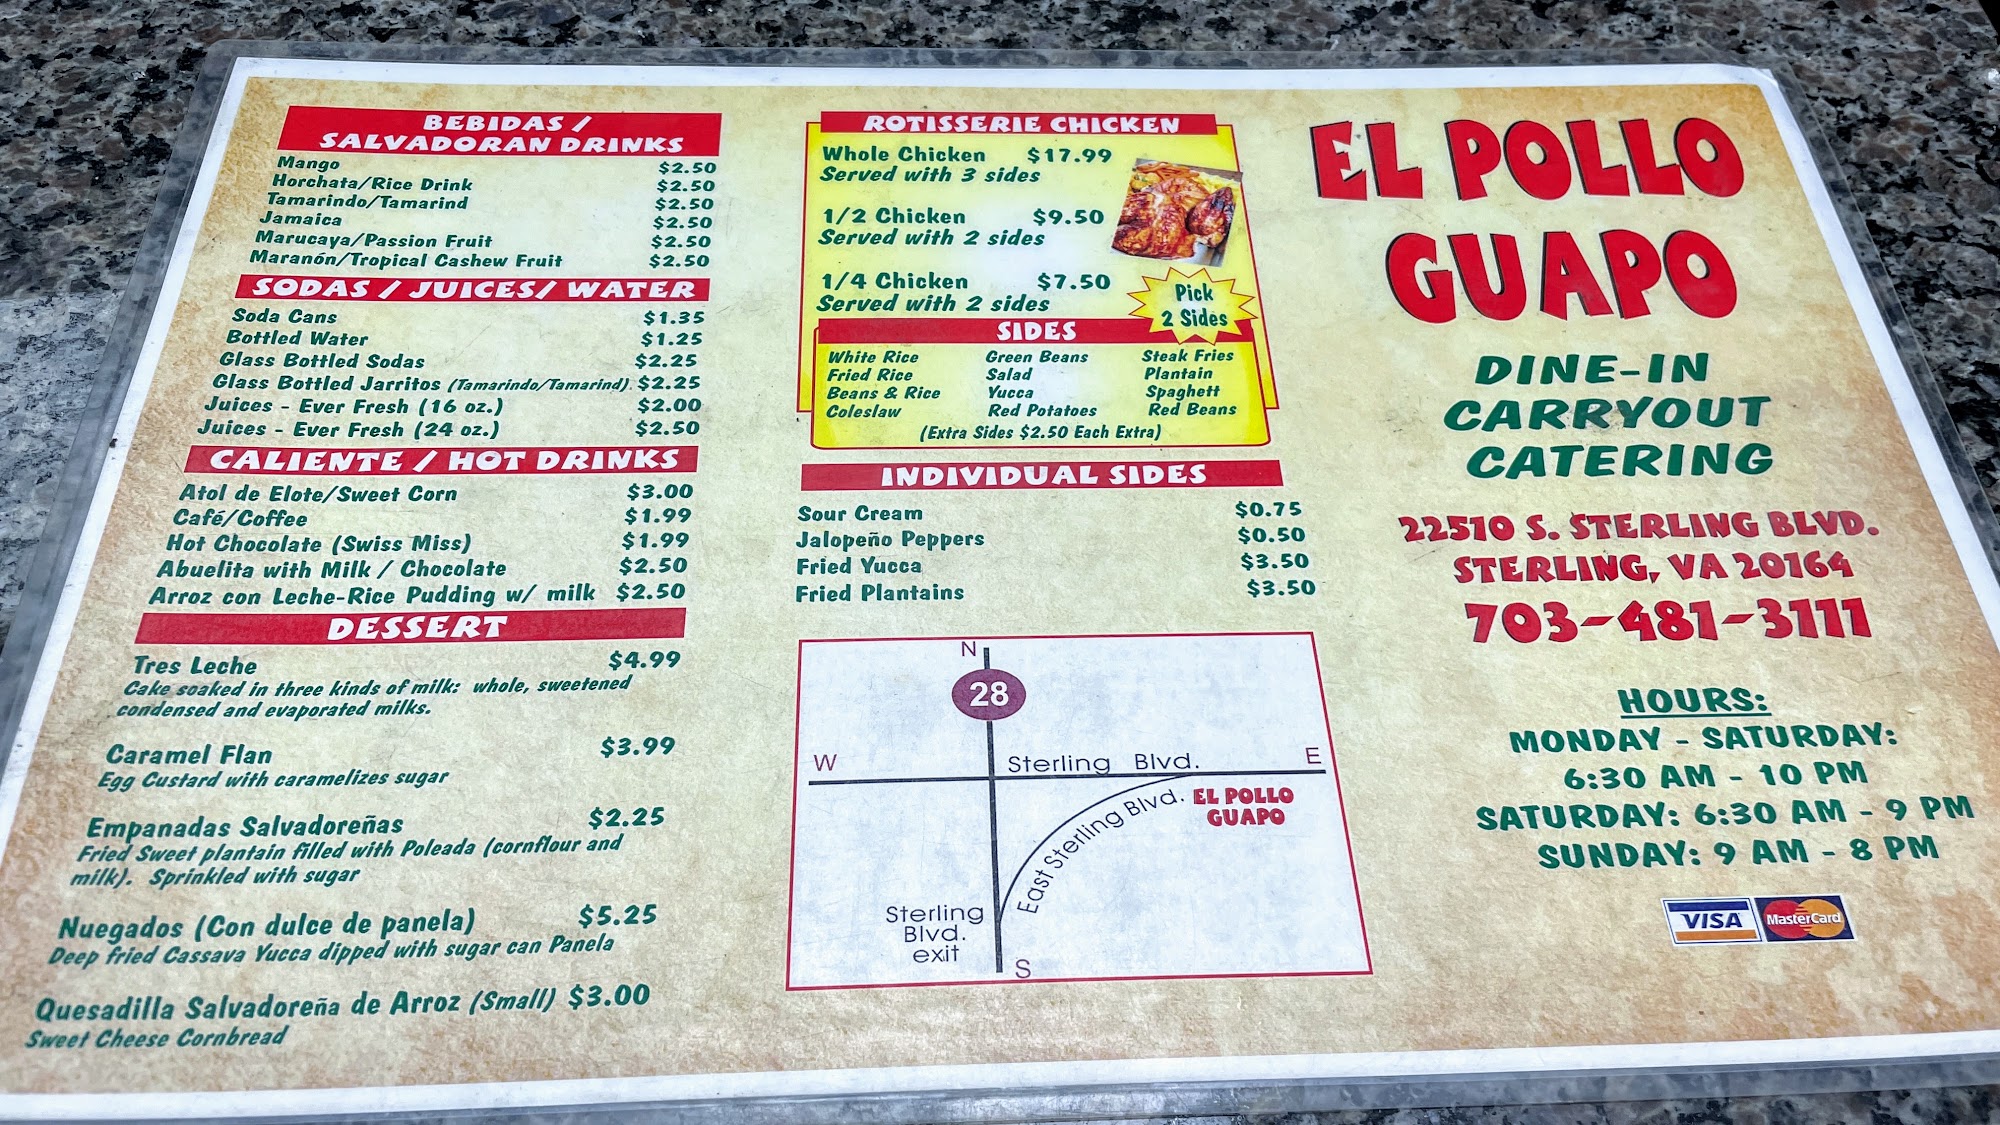 BEBIDAS /
SALVADORAN DRINKS
Mango $2.50
Horchata/Rice Drink $2.50
Tamarindo/Tamarind $2.50
Jamaica $2.50
Marucaya/Passion Fruit $2.50
Maranón/Tropical Cashew Fruit $2.50
SODAS / JUICES/ WATER
Soda Cans $1.35
Bottled Water $1.25
Glass Bottled Sodas $2.25
Glass Bottled Jarritos (Tamarindo/Tamarind). $2.25
Juices - Ever Fresh (16 oz.) $2.00
Juices - Ever Fresh (24 oz.) $2.50
CALIENTE / HOT DRINKS
Atol de Elote/Sweet Corn $3.00
Café/Coffee $1.99
Hot Chocolate (Swiss Miss) $1.99
Abuelita with Milk / Chocolate $2.50
Arroz con Leche-Rice Pudding w/ milk $2.50
DESSERT
Tres Leche $4.99
Cake soaked in three kinds of milk: whole, sweetened
condensed and evaporated milks.
Caramel Flan $3.99
Egg Custard with caramelizes sugar
Empanadas Salvadoreñas $2.25
Fried Sweet plantain filled with Poleada (cornflour and
milk). Sprinkled with sugar
Nuegados (Con dulce de panela) $5.25
Deep fried Cassava Yucca dipped with sugar can Panela
Quesadilla Salvadoreña de Arroz (Small) $3.00
Sweet Cheese Cornbread
ROTISSERIE CHICKEN
Whole Chicken $17.99
Served with 3 sides
1/2 Chicken $9.50
Served with 2 sides
1/4 Chicken $7.50
Served with 2 sides
Pick
2 Sides
SIDES
White Rice Green Beans Steak Fries
Fried Rice Salad Plantain
Beans & Rice Yucca Spaghett
Coleslaw Red Potatoes Red Beans
(Extra Sides $2.50 Each Extra)
INDIVIDUAL SIDES
Sour Cream $0.75
Jalopeño Peppers $0.50
Fried Yucca $3.50
Fried Plantains $3.50
N
28
W Sterling Blvd. E
East Sterling Blvd.
EL POLLO
GUAPO
Sterling
Blvd.
exit
S
EL POLLO
GUAPO
DINE-IN
CARRYOUT
CATERING
22510 S. STERLING BLVD.
STERLING, VA 20164
703-481-3111
HOURS:
MONDAY - SATURDAY:
6:30 AM - 10 PM
SATURDAY: 6:30 AM - 9 PM
SUNDAY: 9 AM - 8 PM
VISA MasterCard